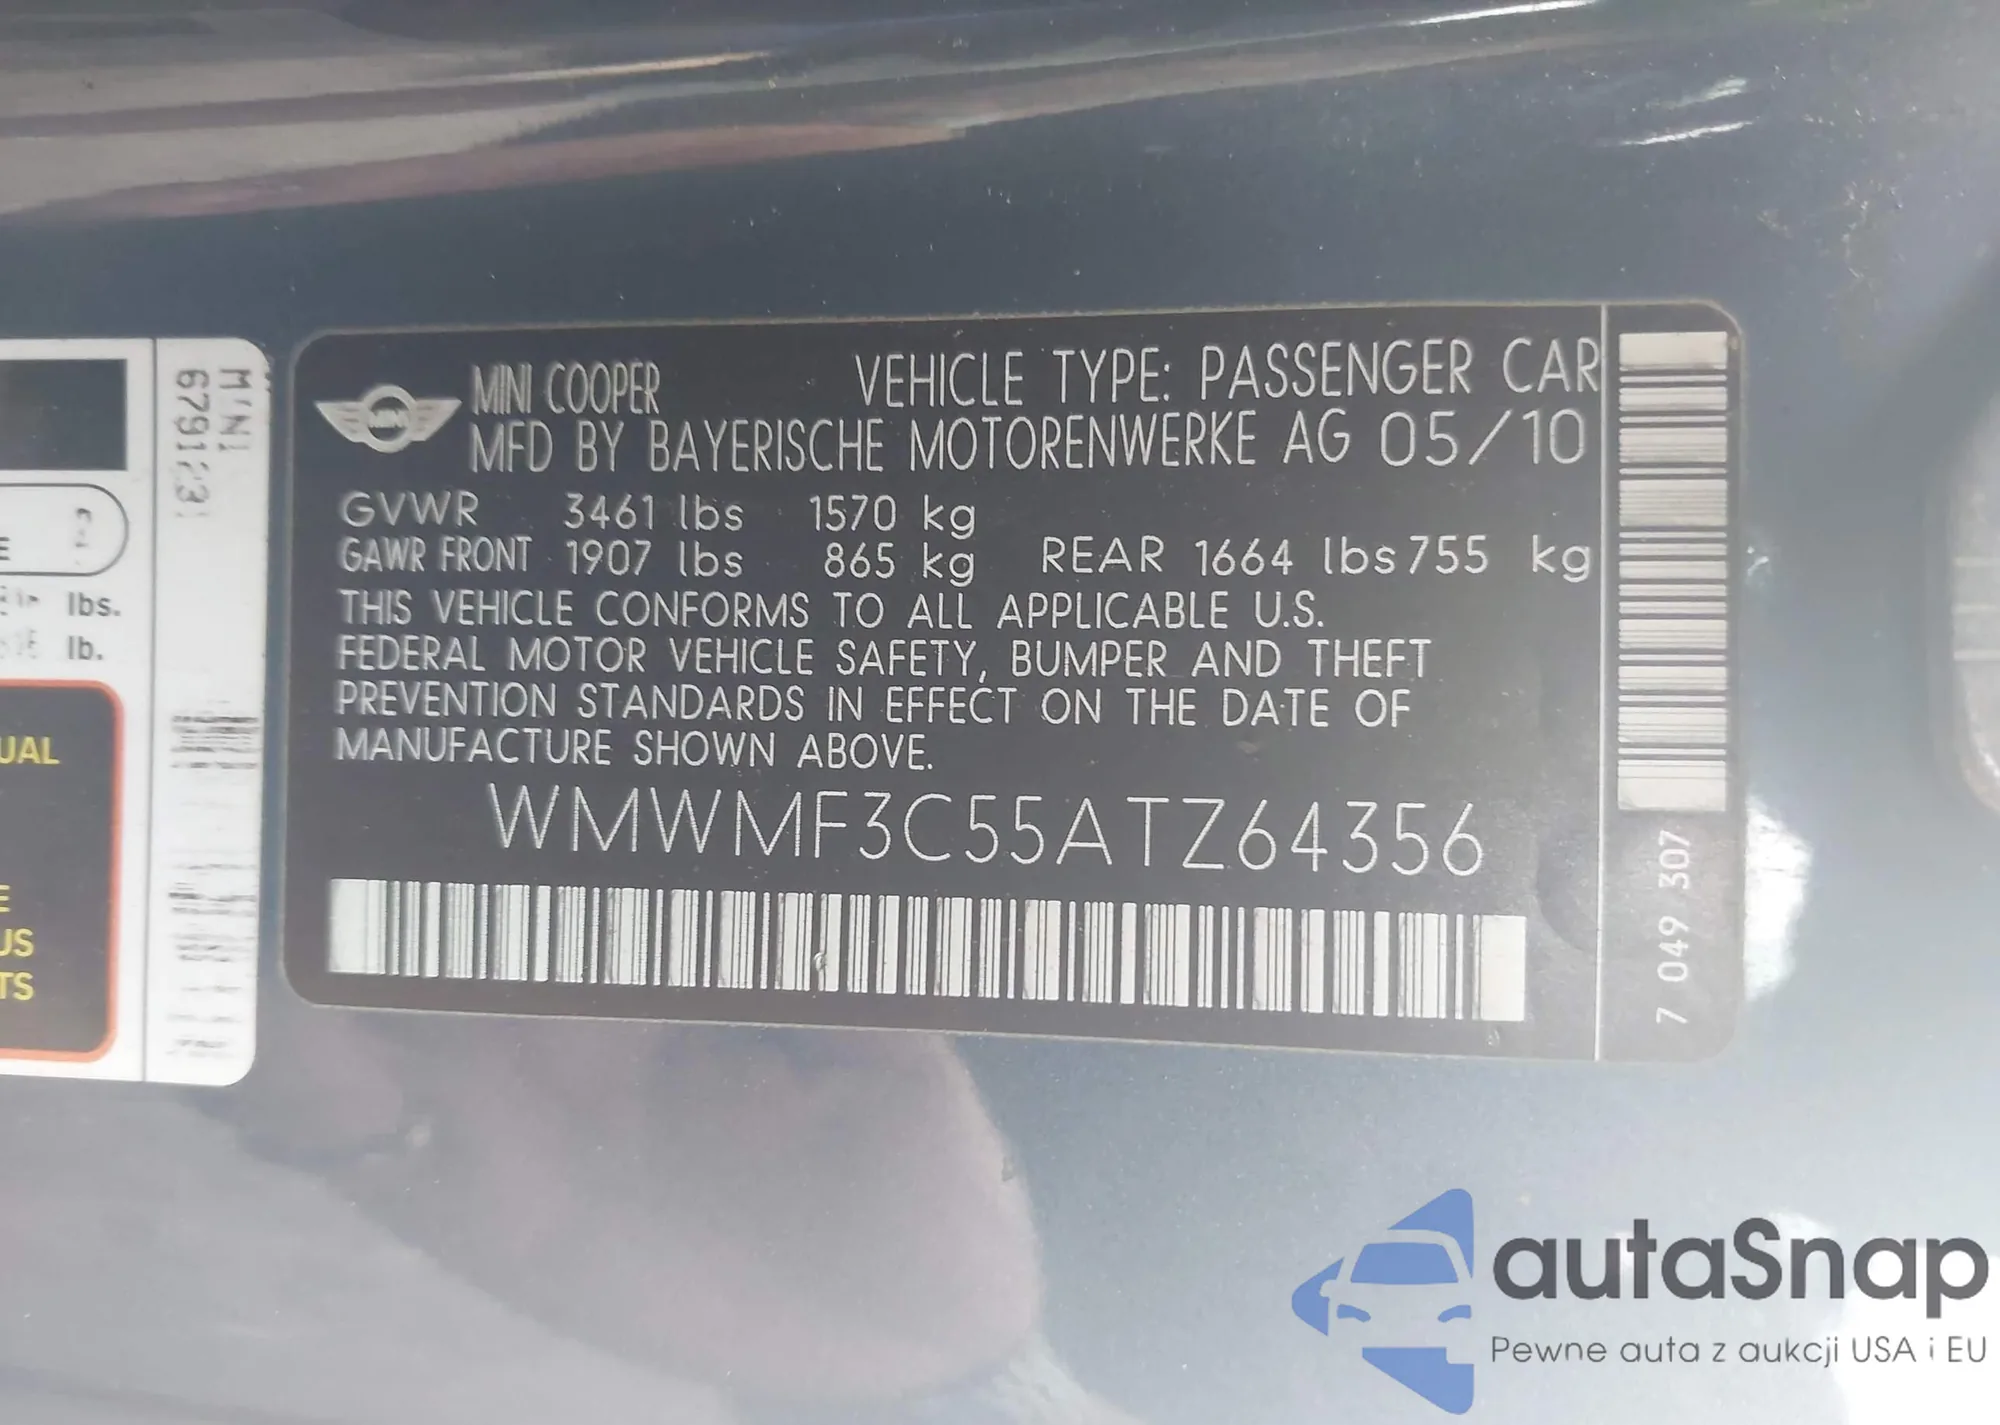 MINI
6791231
E
lbs.
lb.
UAL
E
US
TS
MINI
MINI COOPER VEHICLE TYPE: PASSENGER CAR
MFD BY BAYERISCHE MOTORENWERKE AG 05/10
GVWR 3461 lbs 1570 kg
GAWR FRONT 1907 lbs 865 kg REAR 1664 lbs 755 kg
THIS VEHICLE CONFORMS TO ALL APPLICABLE U.S.
FEDERAL MOTOR VEHICLE SAFETY, BUMPER AND THEFT
PREVENTION STANDARDS IN EFFECT ON THE DATE OF
MANUFACTURE SHOWN ABOVE.
WMWMF3C55ATZ64356
7 049 307
autaSnap
Pewne auta z aukcji USA i EU